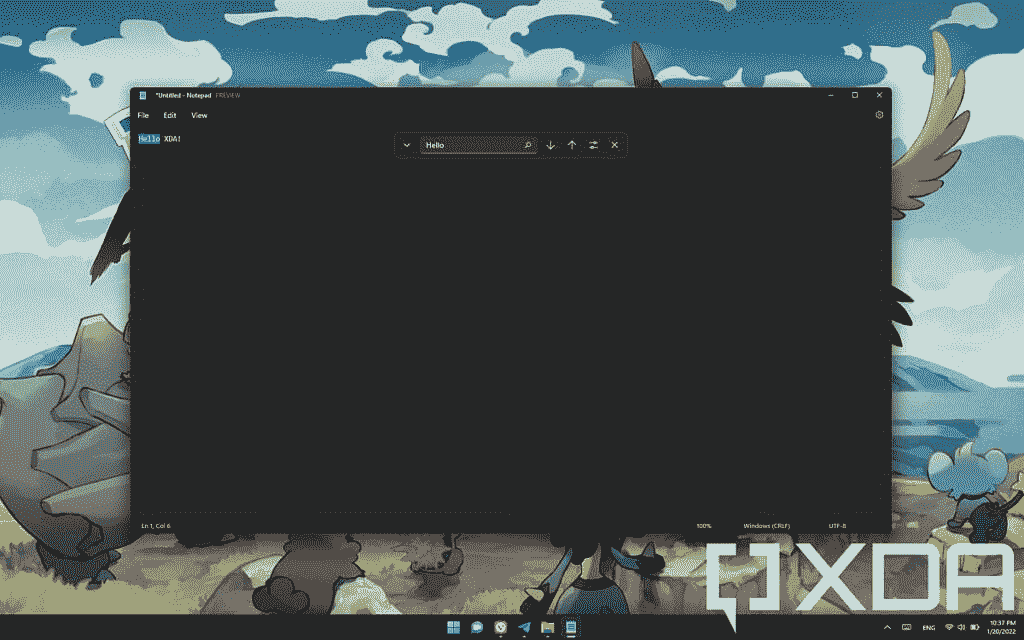 *Untitled - Notepad PREVIEW
File Edit View
Hello XDA!
Hello
Ln 1, Col 6
100%
Windows (CRLF)
UTF-8
XDA
ENG
10:37 PM
1/20/2022